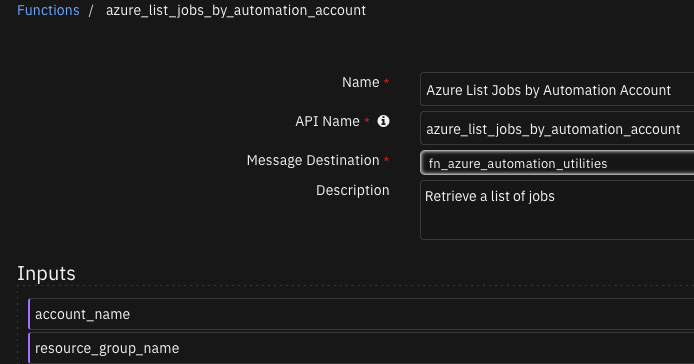 Functions / azure_list_jobs_by_automation_account
Name * Azure List Jobs by Automation Account
API Name * azure_list_jobs_by_automation_account
Message Destination * fn_azure_automation_utilities
Description Retrieve a list of jobs
Inputs
account_name
resource_group_name